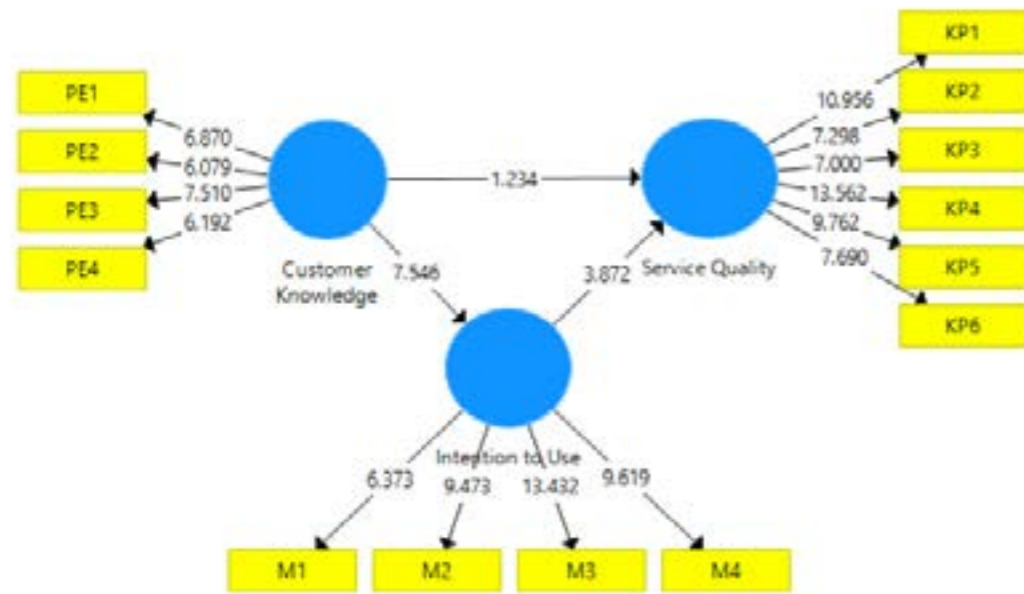 KP1
PE1
KP2
10.956
PE2
6.870
7.298
KP3
6.079
7.000
PE3
7.510
1.234
13.562
KP4
6.192
9.762
PE4
7.690
KP5
Customer
Knowledge
7.546
3.872
Service Quality
KP6
Intention to Use
6.373
9.473
13.432
9.619
M1
M2
M3
M4